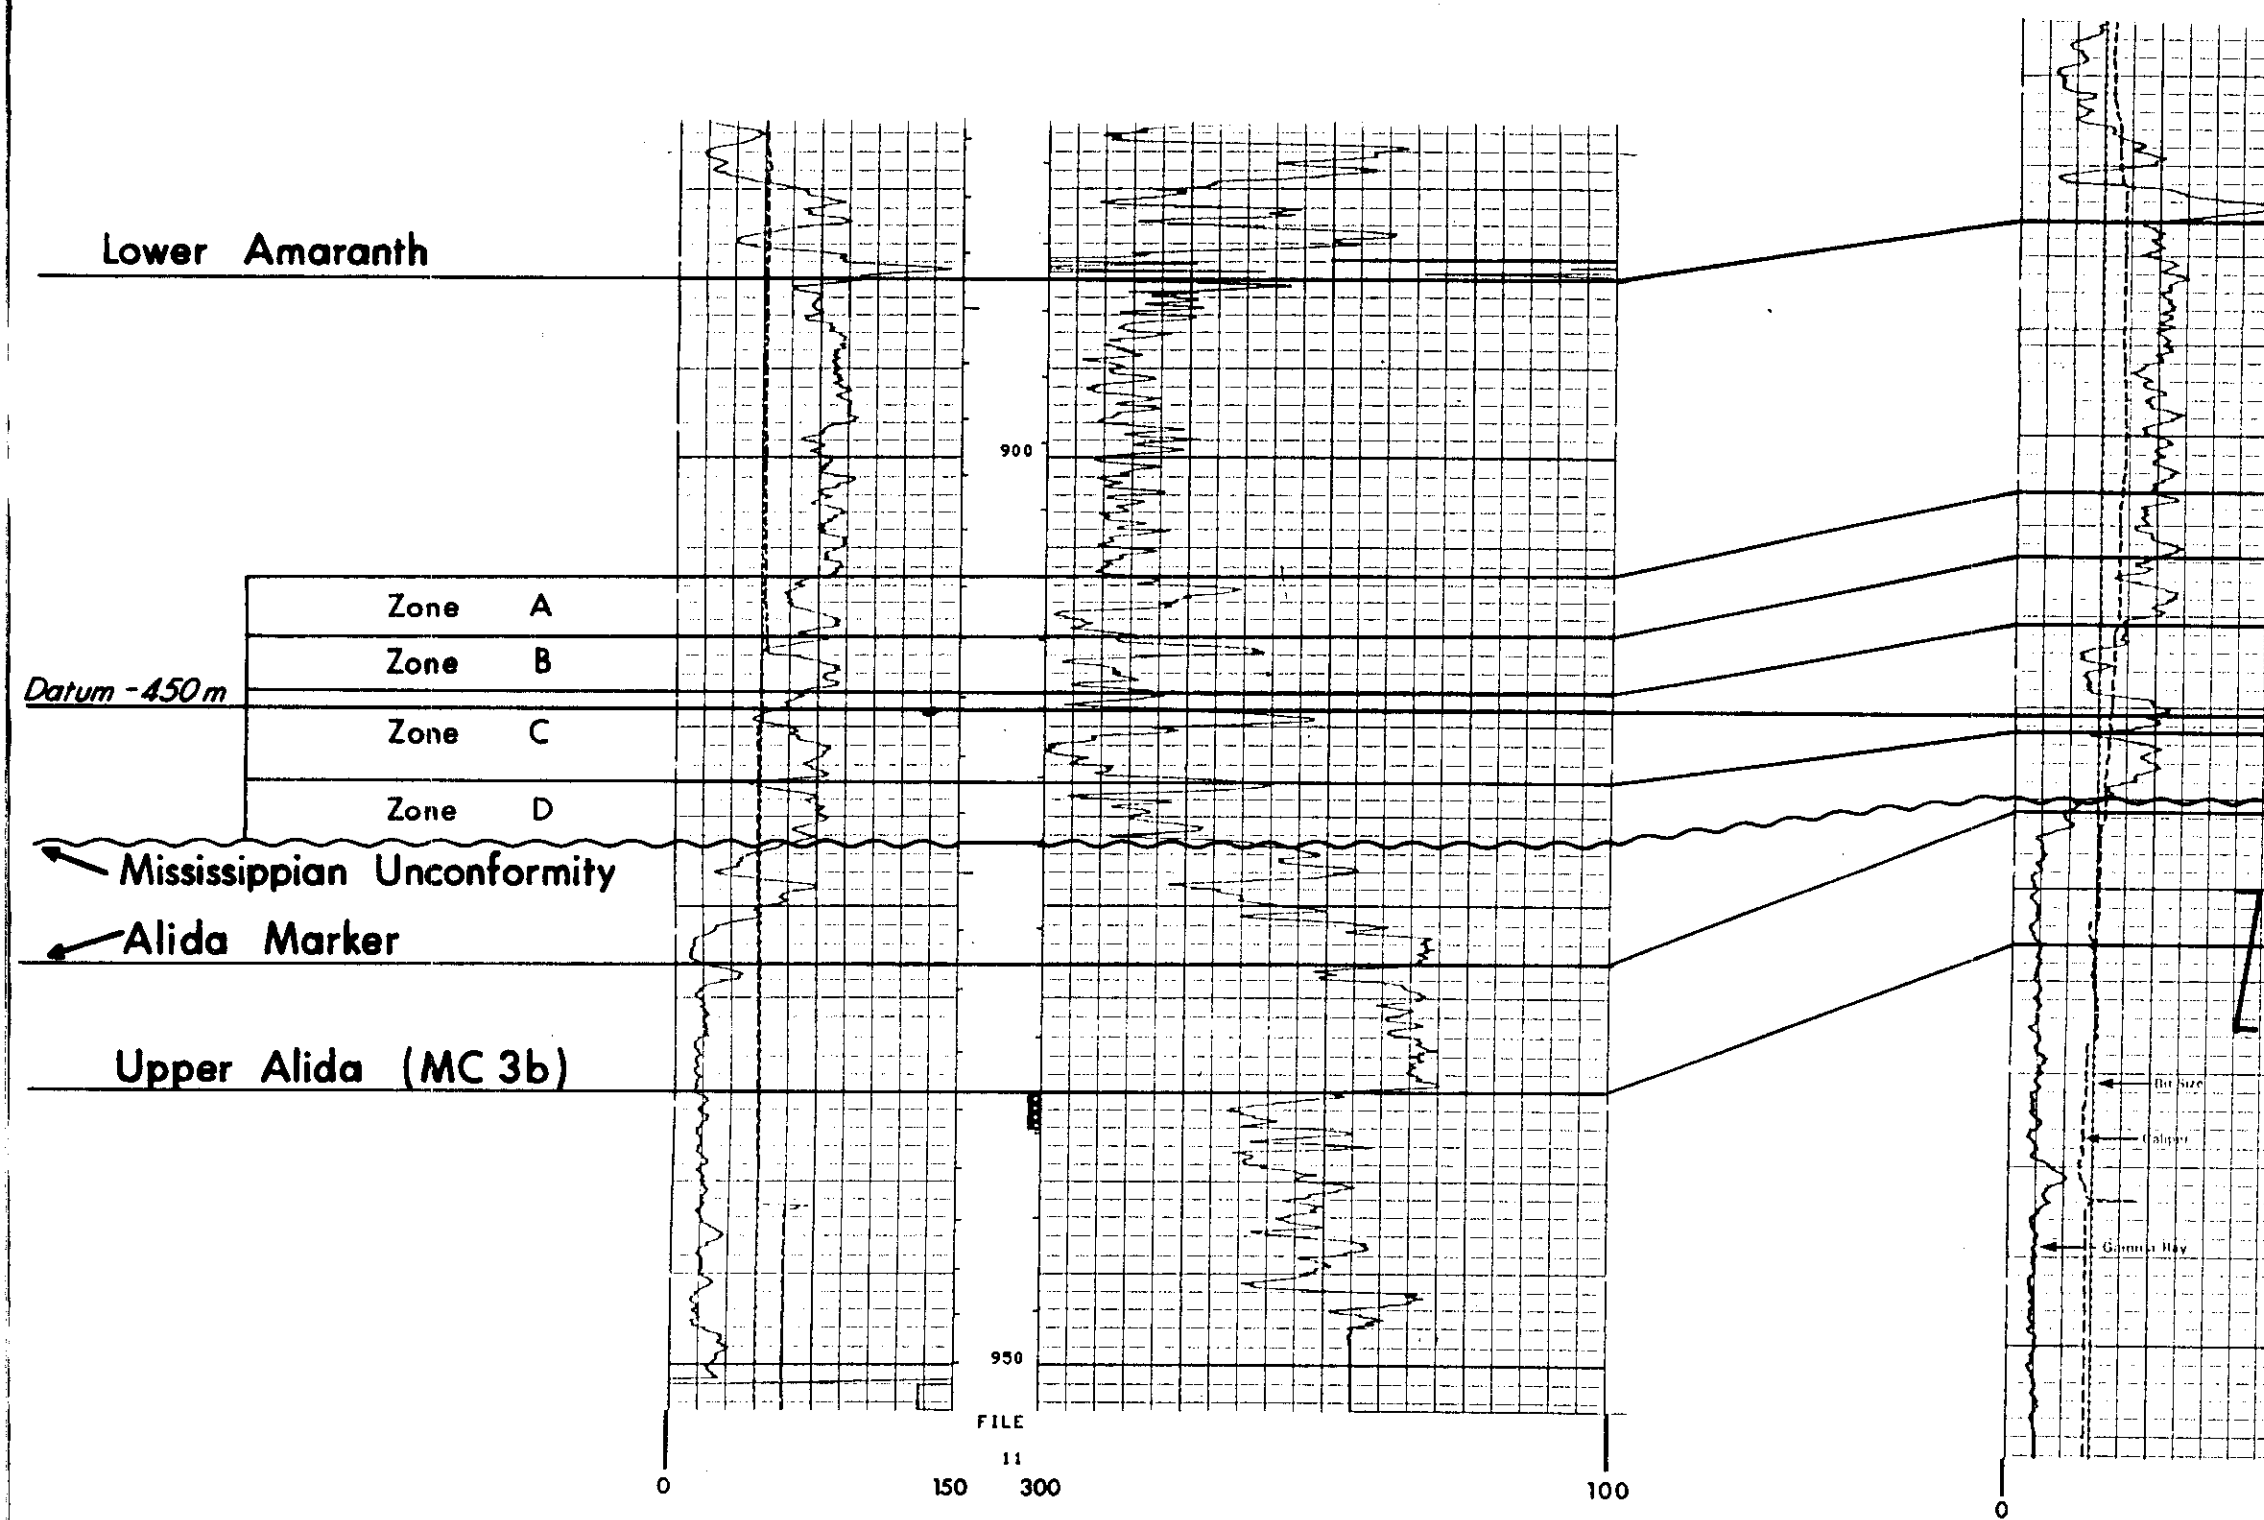 Lower Amaranth
900
Zone A
Zone B
Datum -450m
Zone C
Zone D
Mississippian Unconformity
Alida Marker
Upper Alida (MC 3b)
Bit Size
Caliper
Gamma Ray
950
FILE
11
0 150 300 100
0